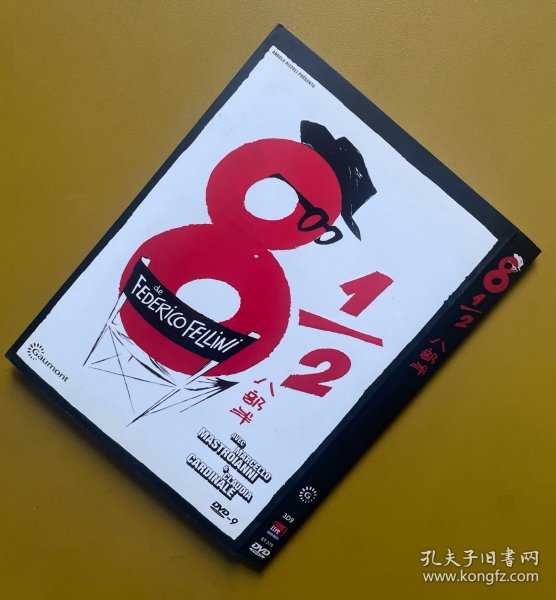 ANGELO RIZZOLI PRESENTE
8 1/2
de
FEDERICO FELLINI
八部半
AVEC
MARCELLO
MASTROIANNI
&
CLAUDIA
CARDINALE
DVD-9
Gaumont
8 1/2
八部半
G
3D9
DVD
孔夫子旧书网
www.kongfz.com